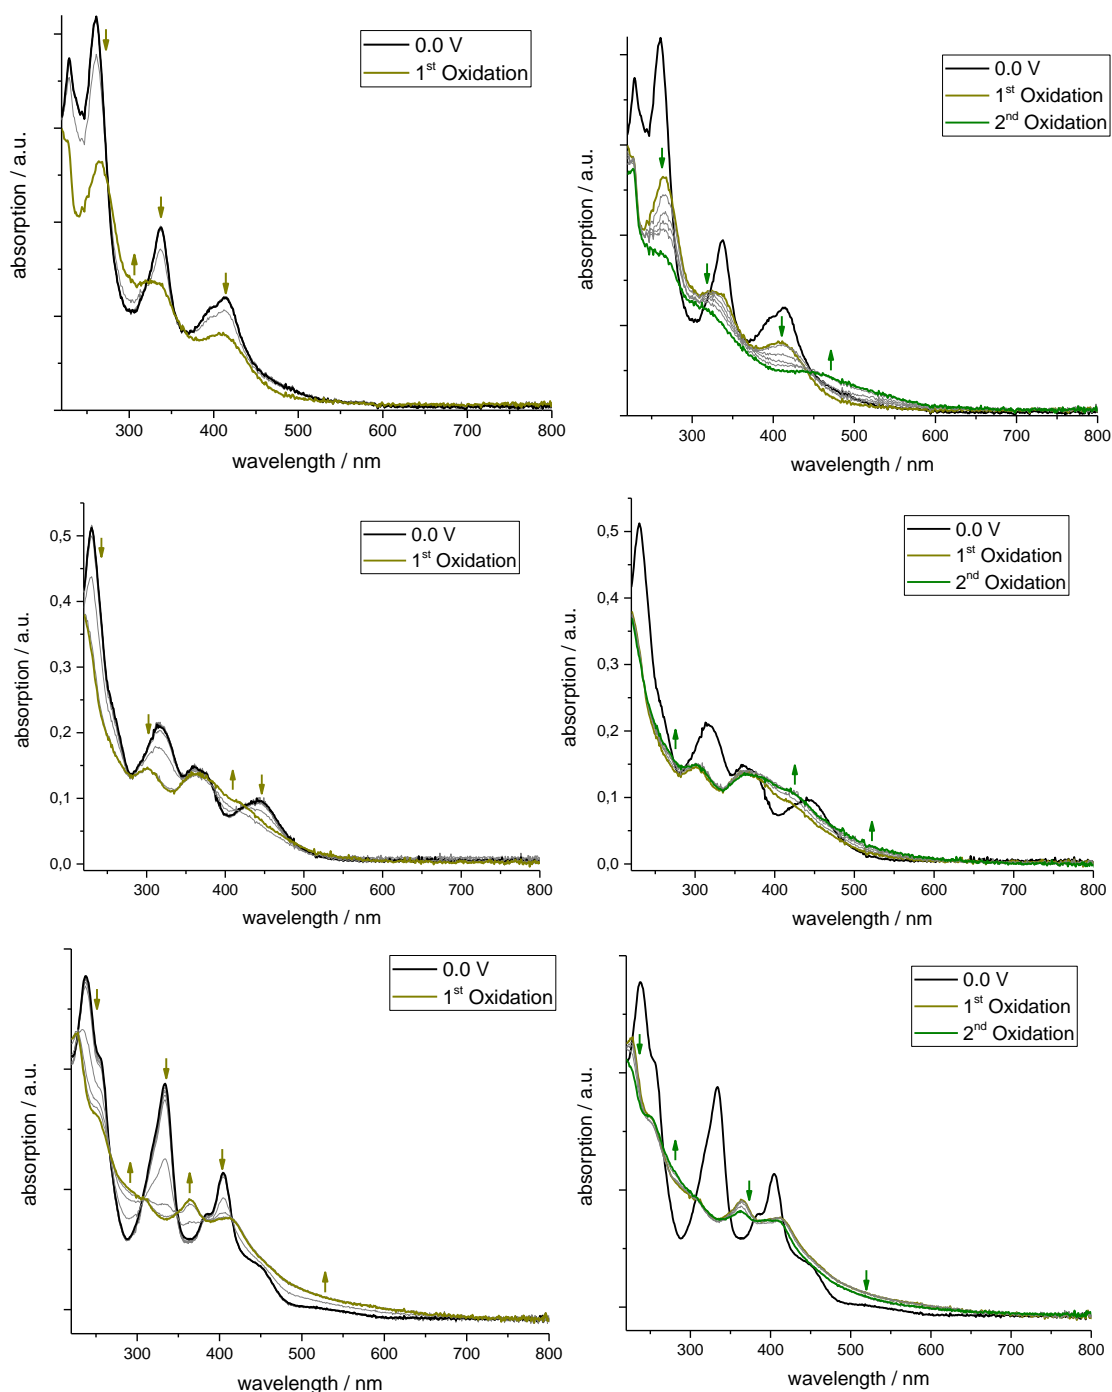 absorption / a.u.
0.0 V
1st Oxidation
300 400 500 600 700 800
wavelength / nm
absorption / a.u.
0.0 V
1st Oxidation
2nd Oxidation
300 400 500 600 700 800
wavelength / nm
absorption / a.u.
0,5
0,4
0,3
0,2
0,1
0,0
0.0 V
1st Oxidation
300 400 500 600 700 800
wavelength / nm
absorption / a.u.
0,5
0,4
0,3
0,2
0,1
0,0
0.0 V
1st Oxidation
2nd Oxidation
300 400 500 600 700 800
wavelength / nm
absorption / a.u.
0.0 V
1st Oxidation
300 400 500 600 700 800
wavelength / nm
absorption / a.u.
0.0 V
1st Oxidation
2nd Oxidation
300 400 500 600 700 800
wavelength / nm